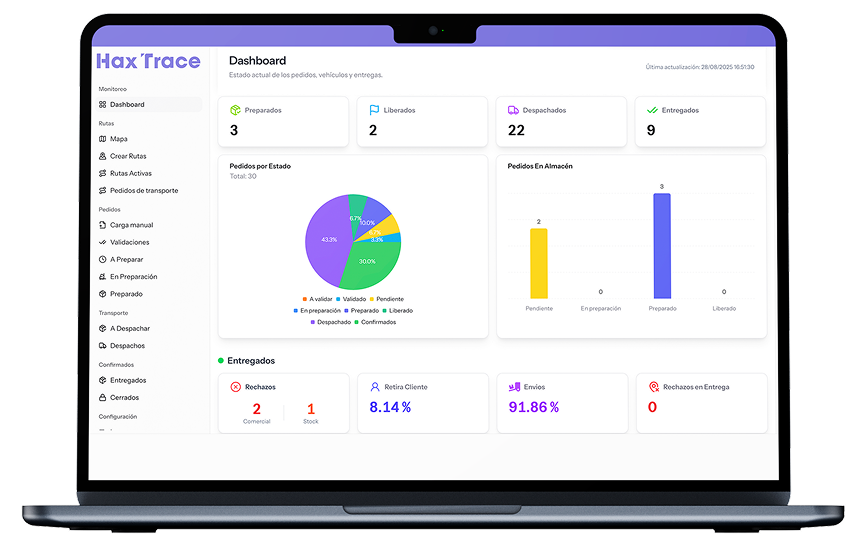 Hax Trace
Monitoreo
Dashboard
Rutas
Mapa
Crear Rutas
Rutas Activas
Pedidos de transporte
Pedidos
Carga manual
Validaciones
A Preparar
En Preparación
Preparado
Transporte
A Despachar
Despachos
Confirmados
Entregados
Cerrados
Configuración
Dashboard
Estado actual de los pedidos, vehículos y entregas.
Última actualización: 28/08/2025 16:51:30
Preparados
3
Liberados
2
Despachados
22
Entregados
9
Pedidos por Estado
Total: 30
6.7%
10.0%
3.3%
43.3%
30.0%
A validar Validado Pendiente
En preparación Preparado Liberado
Despachado Confirmados
Pedidos En Almacén
2
0
3
0
Pendiente
En preparación
Preparado
Liberado
Entregados
Rechazos
2
Comercial
1
Stock
Retira Cliente
8.14 %
Envíos
91.86 %
Rechazos en Entrega
0